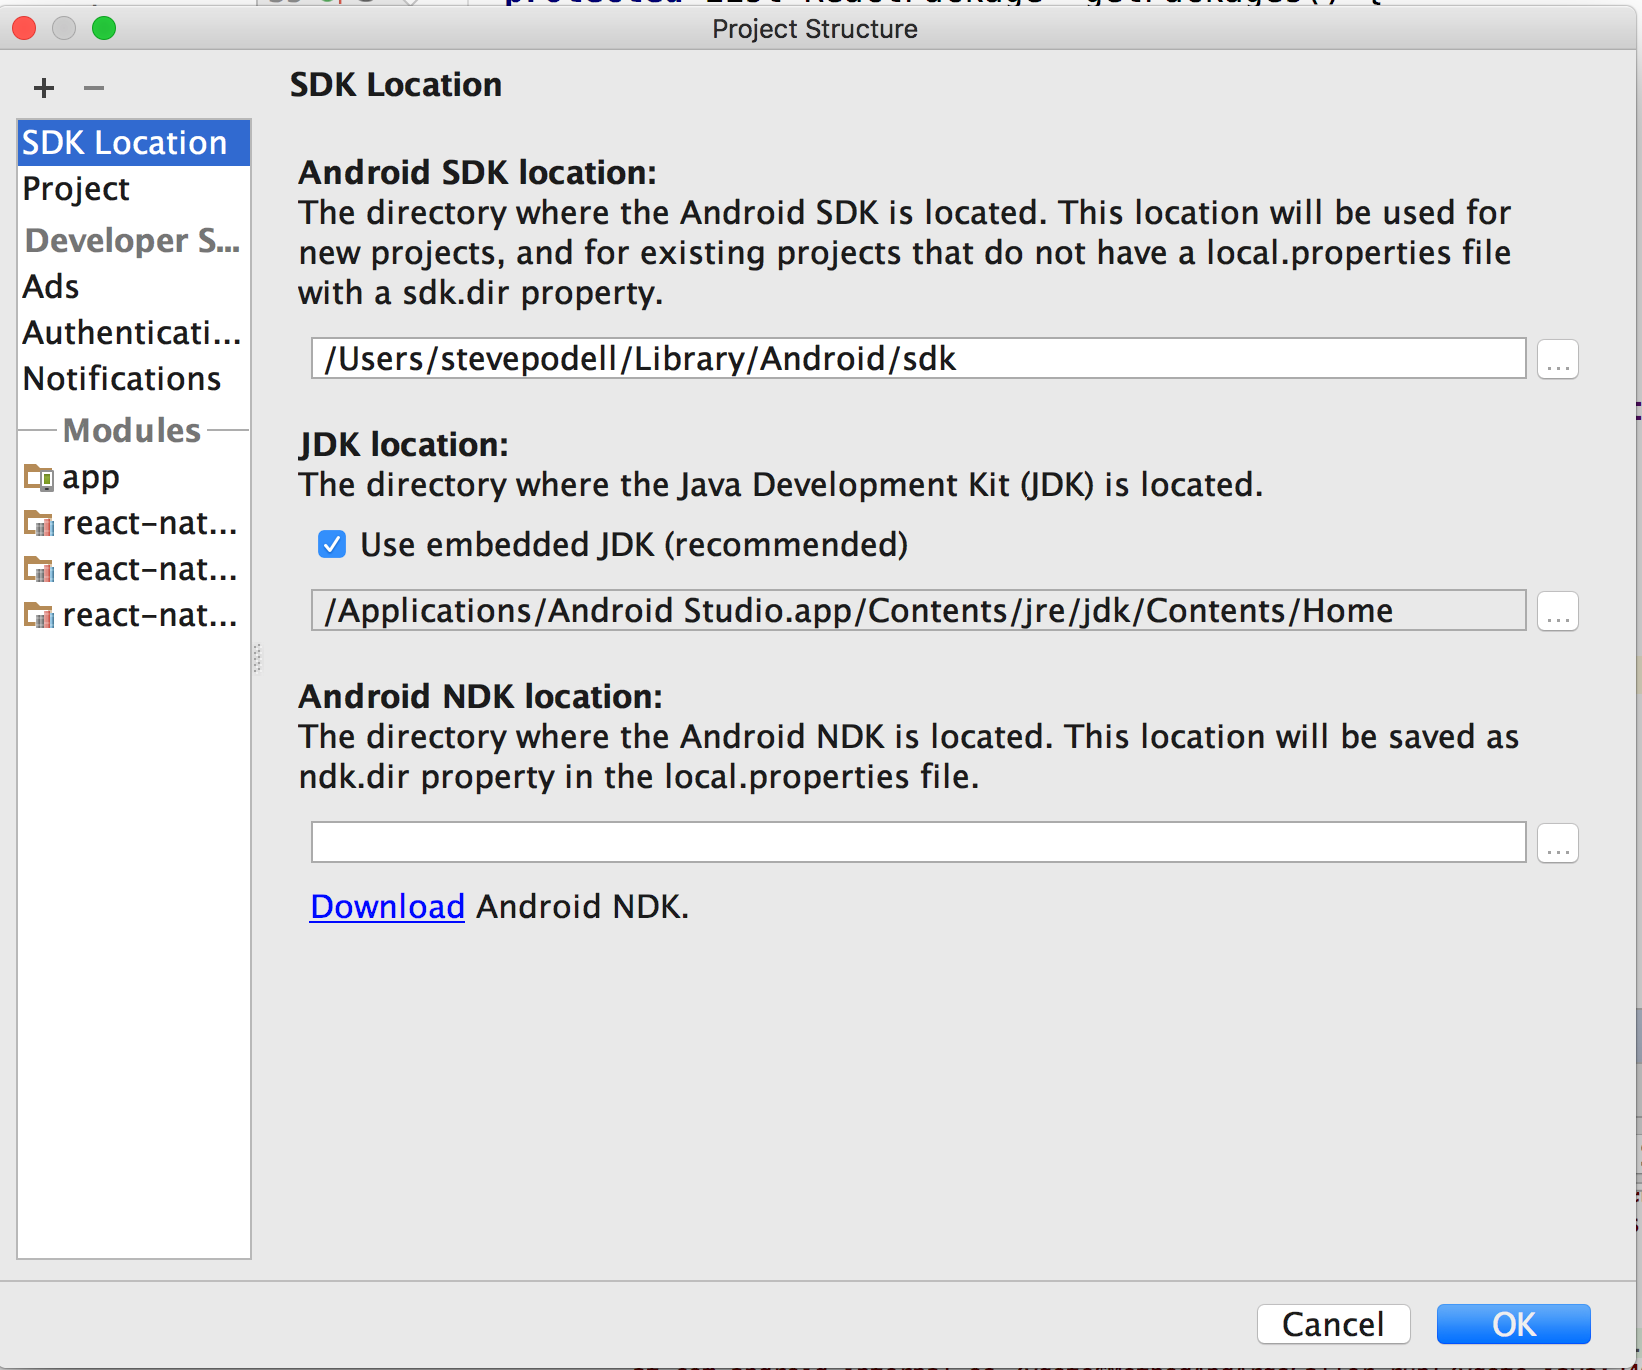 Project Structure
SDK Location
SDK Location
Project
Developer S...
Ads
Authenticati...
Notifications
Modules
app
react-nat...
react-nat...
react-nat...
Android SDK location:
The directory where the Android SDK is located. This location will be used for
new projects, and for existing projects that do not have a local.properties file
with a sdk.dir property.
/Users/stevepodell/Library/Android/sdk
...
JDK location:
The directory where the Java Development Kit (JDK) is located.
Use embedded JDK (recommended)
/Applications/Android Studio.app/Contents/jre/jdk/Contents/Home
...
Android NDK location:
The directory where the Android NDK is located. This location will be saved as
ndk.dir property in the local.properties file.
...
Download Android NDK.
Cancel
OK